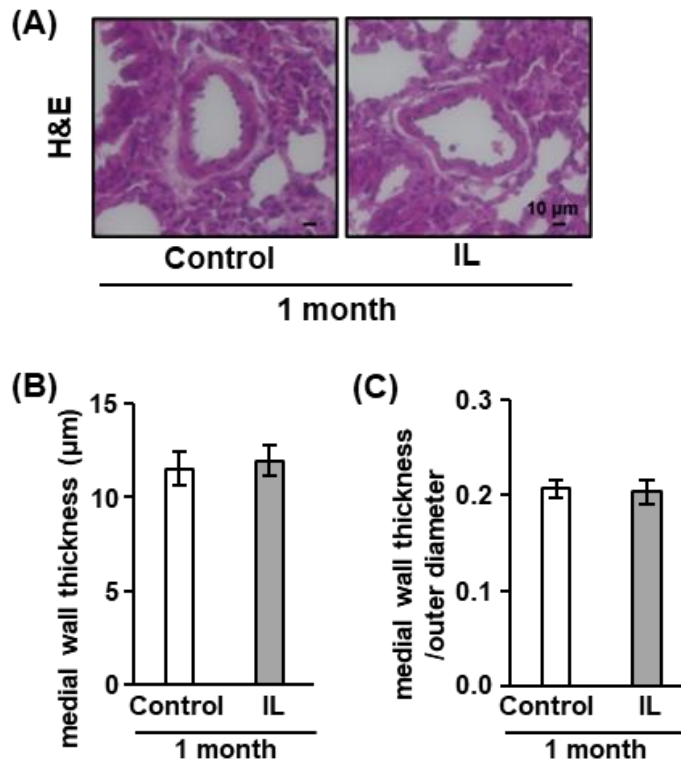 (A)
H&E
10 µm
Control
IL
1 month
(B)
medial wall thickness (µm)
15
10
5
0
Control
IL
1 month
(C)
medial wall thickness
/outer diameter
0.3
0.2
0.1
0.0
Control
IL
1 month